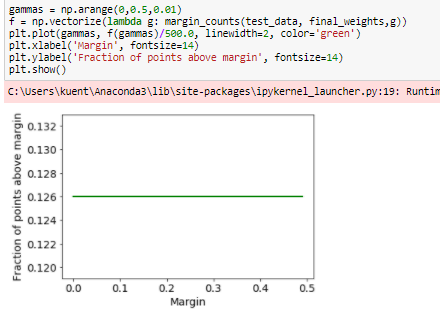 gammas = np.arange(0,0.5,0.01)
f = np.vectorize(lambda g: margin_counts(test_data, final_weights,g))
plt.plot(gammas, f(gammas)/500.0, linewidth=2, color='green')
plt.xlabel('Margin', fontsize=14)
plt.ylabel('Fraction of points above margin', fontsize=14)
plt.show()
C:\Users\kuent\Anaconda3\lib\site-packages\ipykernel_launcher.py:19: Runtim
Fraction of points above margin
0.132
0.130
0.128
0.126
0.124
0.122
0.120
0.0 0.1 0.2 0.3 0.4 0.5
Margin